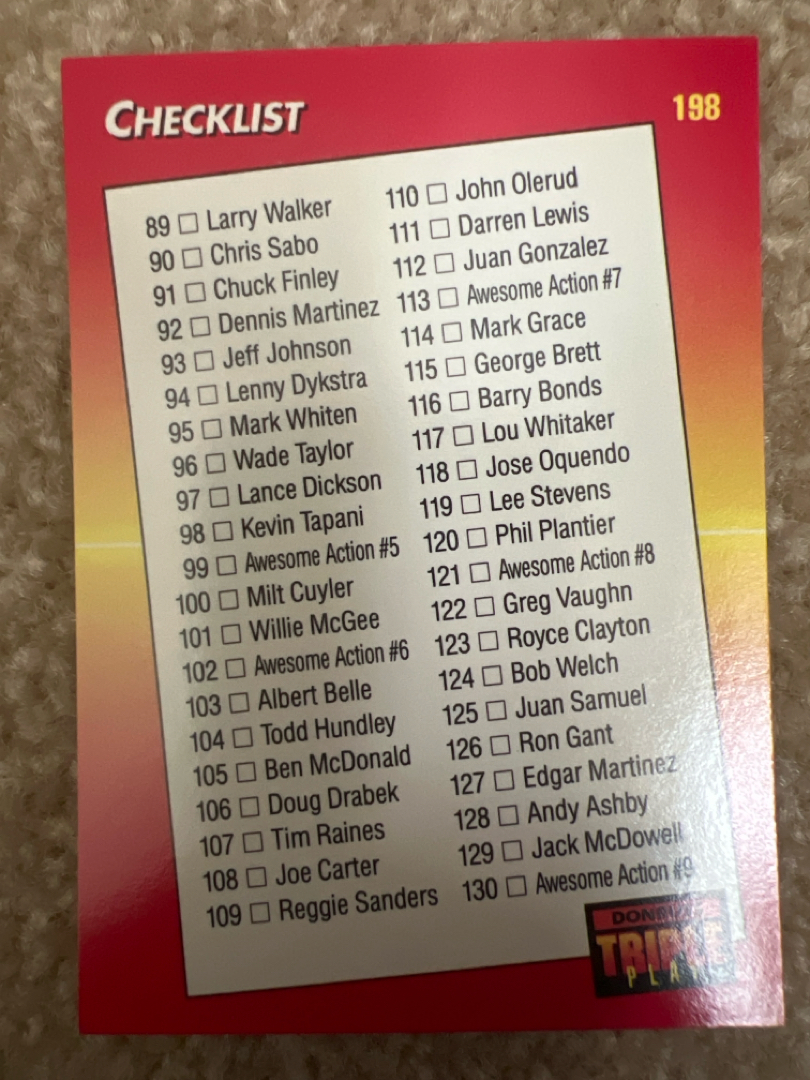 CHECKLIST
198
89 □ Larry Walker
90 □ Chris Sabo
91 □ Chuck Finley
92 □ Dennis Martinez
93 □ Jeff Johnson
94 □ Lenny Dykstra
95 □ Mark Whiten
96 □ Wade Taylor
97 □ Lance Dickson
98 □ Kevin Tapani
99 □ Awesome Action #5
100 □ Milt Cuyler
101 □ Willie McGee
102 □ Awesome Action #6
103 □ Albert Belle
104 □ Todd Hundley
105 □ Ben McDonald
106 □ Doug Drabek
107 □ Tim Raines
108 □ Joe Carter
109 □ Reggie Sanders
110 □ John Olerud
111 □ Darren Lewis
112 □ Juan Gonzalez
113 □ Awesome Action #7
114 □ Mark Grace
115 □ George Brett
116 □ Barry Bonds
117 □ Lou Whitaker
118 □ Jose Oquendo
119 □ Lee Stevens
120 □ Phil Plantier
121 □ Awesome Action #8
122 □ Greg Vaughn
123 □ Royce Clayton
124 □ Bob Welch
125 □ Juan Samuel
126 □ Ron Gant
127 □ Edgar Martinez
128 □ Andy Ashby
129 □ Jack McDowell
130 □ Awesome Action #9
DONRUSS
TRIPLE
PLAY